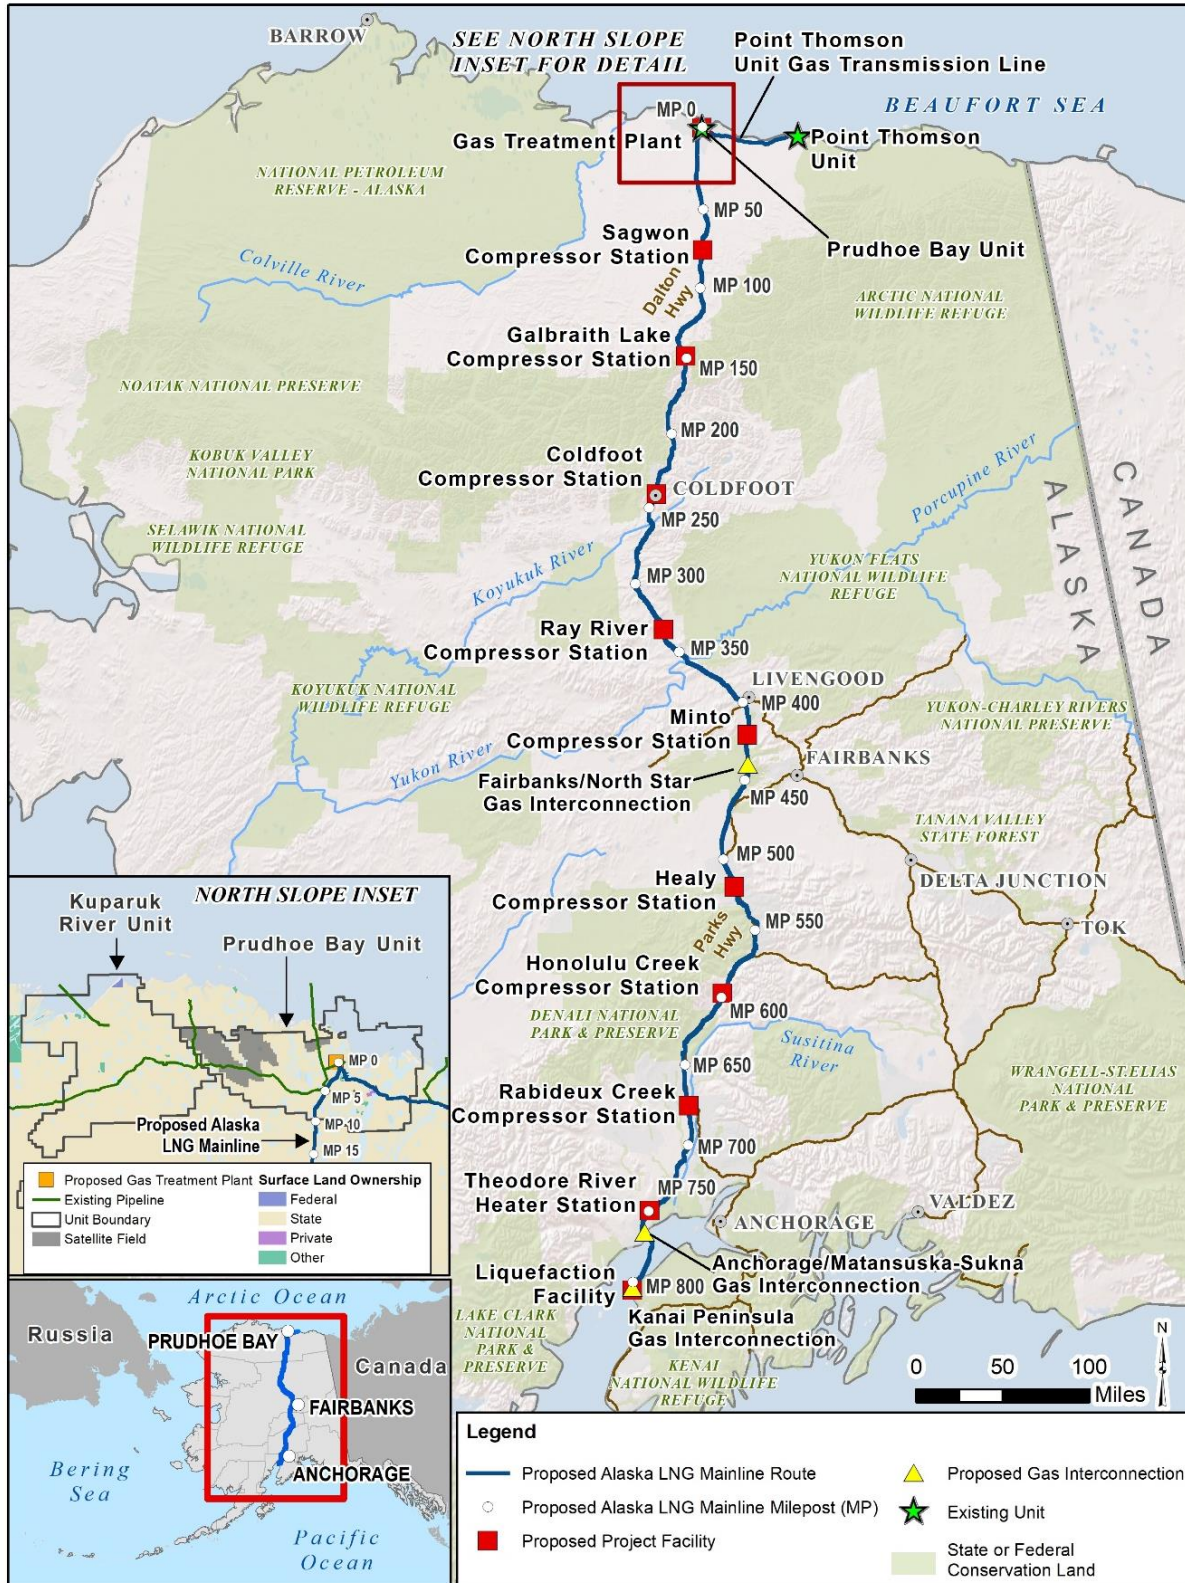 BARROW
SEE NORTH SLOPE
INSET FOR DETAIL
Point Thomson
Unit Gas Transmission Line
BEAUFORT SEA
MP 0
Gas Treatment Plant
Point Thomson
Unit
NATIONAL PETROLEUM
RESERVE - ALASKA
MP 50
Prudhoe Bay Unit
Sagwon
Compressor Station
Colville River
Dalton
Hwy
MP 100
ARCTIC NATIONAL
WILDLIFE REFUGE
Galbraith Lake
Compressor Station
MP 150
NOATAK NATIONAL PRESERVE
MP 200
KOBUK VALLEY
NATIONAL PARK
Coldfoot
Compressor Station
COLDFOOT
Porcupine River
CANADA
ALASKA
MP 250
SELAWIK NATIONAL
WILDLIFE REFUGE
Koyukuk River
YUKON FLATS
NATIONAL WILDLIFE
REFUGE
MP 300
Ray River
Compressor Station
MP 350
KOYUKUK NATIONAL
WILDLIFE REFUGE
LIVENGOOD
MP 400
YUKON-CHARLEY RIVERS
NATIONAL PRESERVE
Minto
Compressor Station
Yukon River
FAIRBANKS
Fairbanks/North Star
Gas Interconnection
MP 450
TANANA VALLEY
STATE FOREST
MP 500
Healy
Compressor Station
DELTA JUNCTION
Parks
Hwy
MP 550
TOK
Honolulu Creek
Compressor Station
MP 600
DENALI NATIONAL
PARK & PRESERVE
Susitina
River
MP 650
WRANGELL-ST.ELIAS
NATIONAL
PARK & PRESERVE
Rabideux Creek
Compressor Station
MP 700
Theodore River
Heater Station
MP 750
VALDEZ
ANCHORAGE
Anchorage/Matansuska-Sukna
Gas Interconnection
Liquefaction
Facility
MP 800
Kanai Peninsula
Gas Interconnection
LAKE CLARK
NATIONAL
PARK &
PRESERVE
KENAI
NATIONAL WILDLIFE
REFUGE
N
0 50 100
Miles
NORTH SLOPE INSET
Kuparuk
River Unit
Prudhoe Bay Unit
MP 0
MP 5
MP 10
MP 15
Proposed Alaska
LNG Mainline
Proposed Gas Treatment Plant
Existing Pipeline
Unit Boundary
Satellite Field
Surface Land Ownership
Federal
State
Private
Other
Arctic Ocean
Russia
PRUDHOE BAY
Canada
FAIRBANKS
ANCHORAGE
Bering
Sea
Pacific
Ocean
Legend
Proposed Alaska LNG Mainline Route
Proposed Alaska LNG Mainline Milepost (MP)
Proposed Project Facility
Proposed Gas Interconnection
Existing Unit
State or Federal
Conservation Land